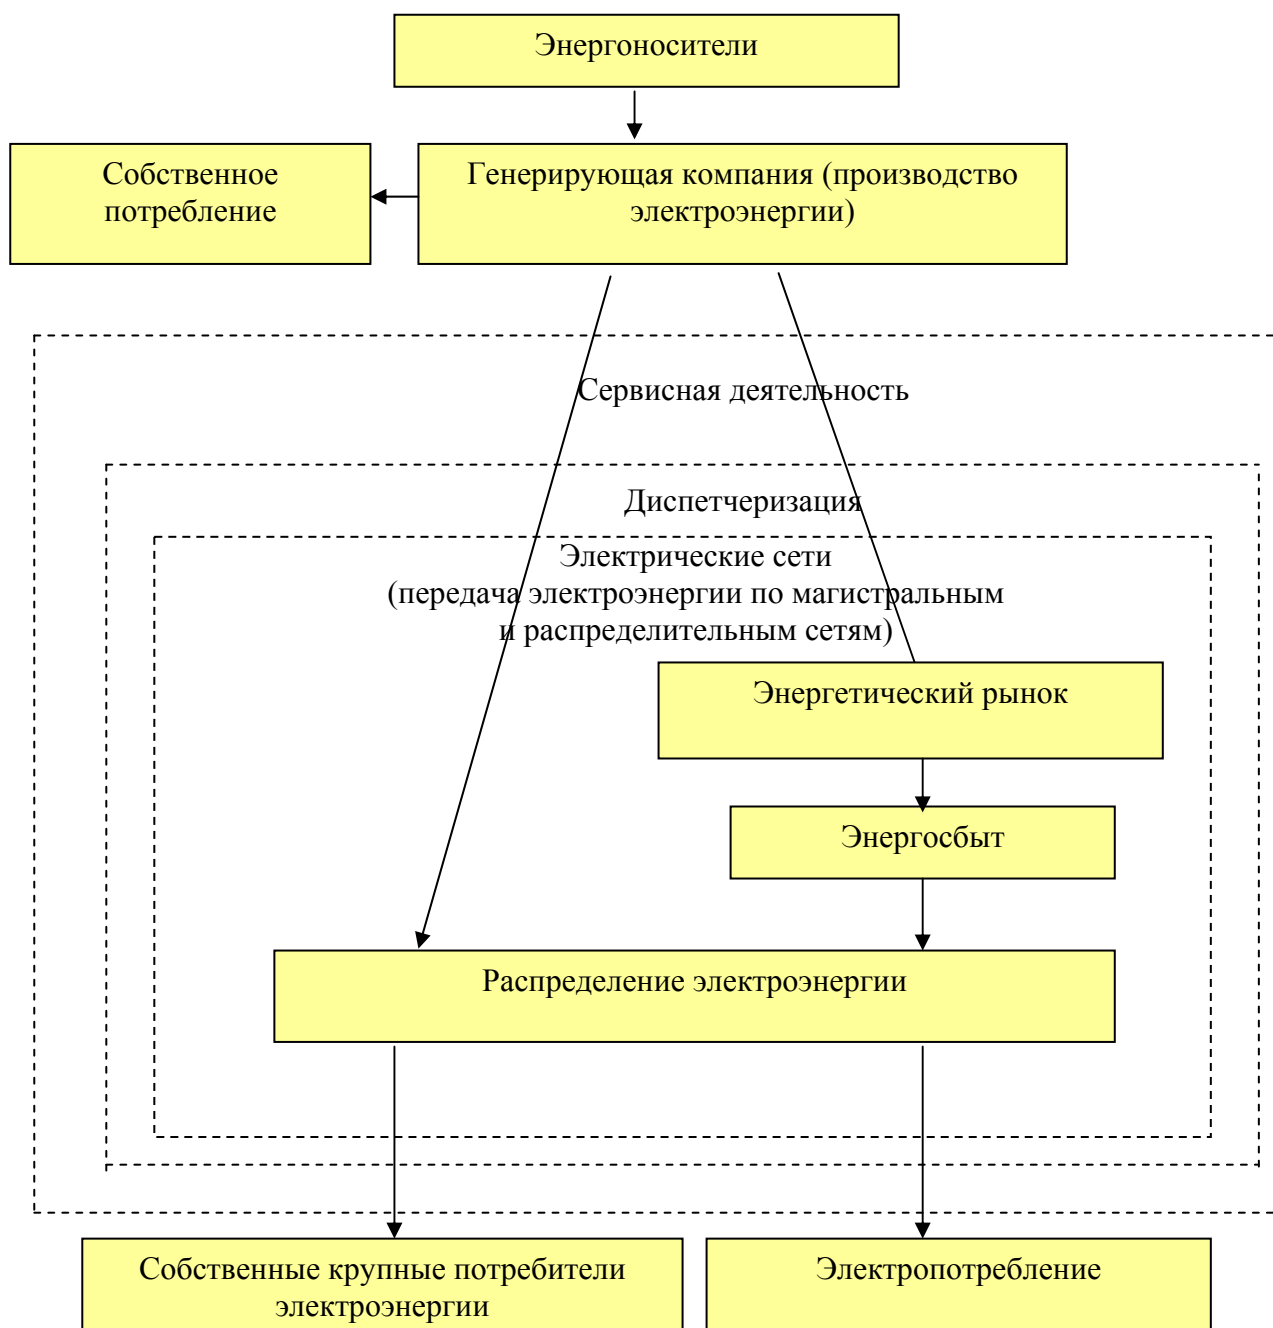 Энергоносители
Собственное
потребление
Генерирующая компания (производство
электроэнергии)
Сервисная деятельность
Диспетчеризация
Электрические сети
(передача электроэнергии по магистральным
и распределительным сетям)
Энергетический рынок
Энергосбыт
Распределение электроэнергии
Собственные крупные потребители
электроэнергии
Электропотребление